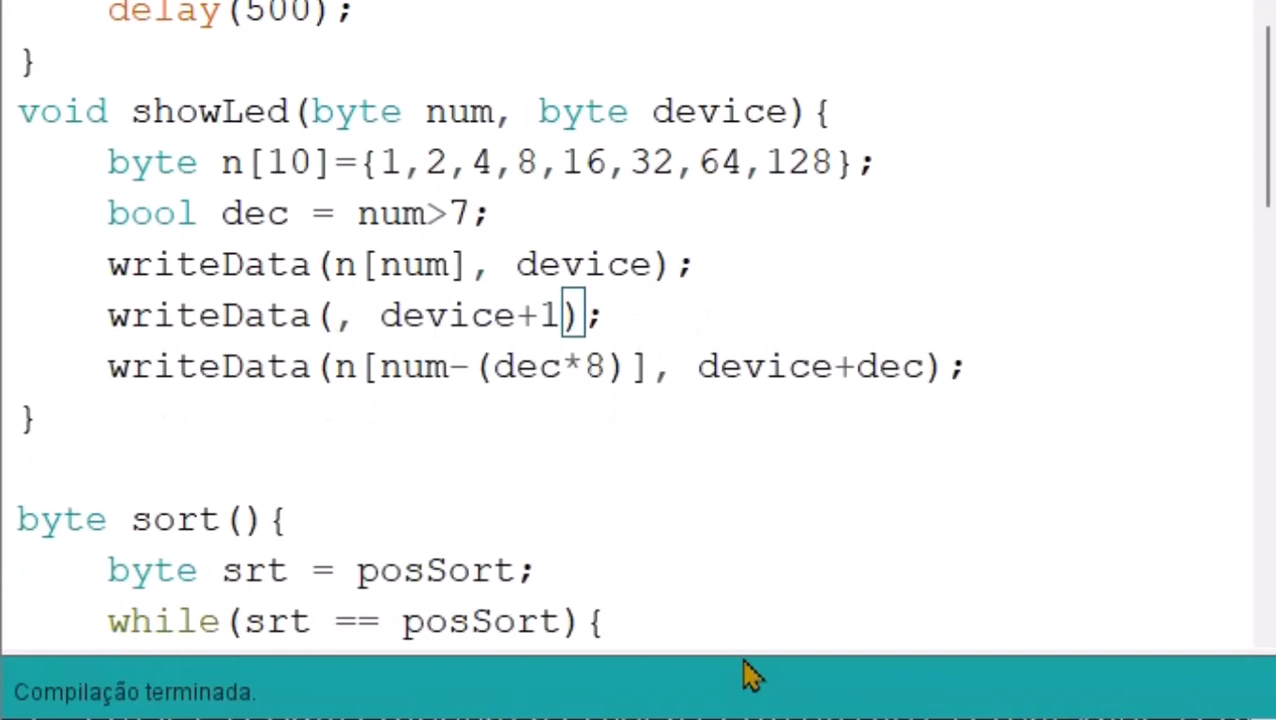 delay(500);
}
void showLed(byte num, byte device){
byte n[10]={1,2,4,8,16,32,64,128};
bool dec = num>7;
writeData(n[num], device);
writeData(, device+1);
writeData(n[num-(dec*8)], device+dec);
}
byte sort(){
byte srt = posSort;
while(srt == posSort){
Compilação terminada.